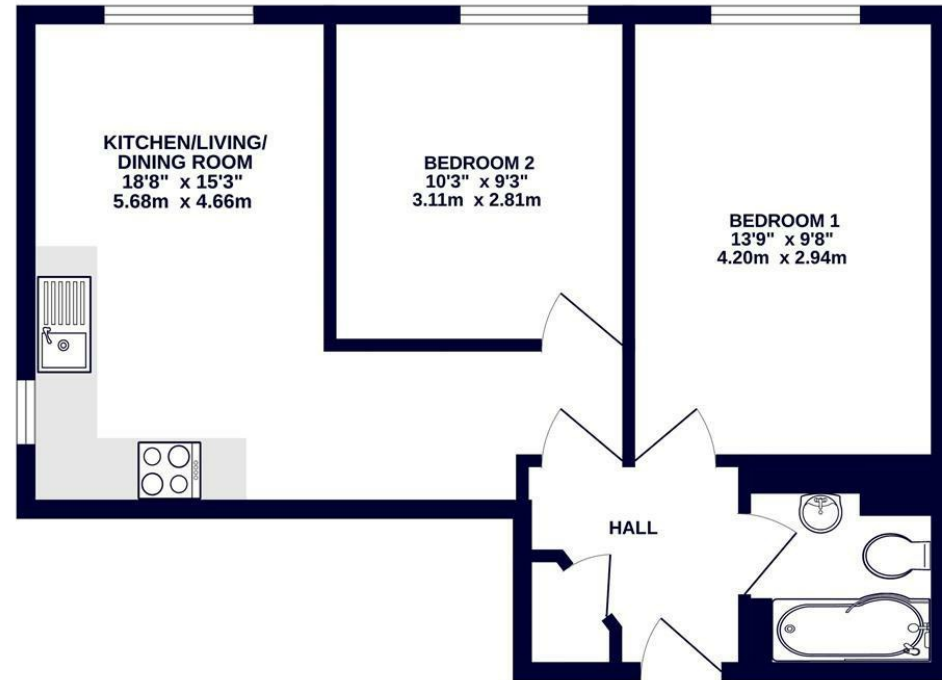 KITCHEN/LIVING/
DINING ROOM
18'8" x 15'3"
5.68m x 4.66m
BEDROOM 2
10'3" x 9'3"
3.11m x 2.81m
BEDROOM 1
13'9" x 9'8"
4.20m x 2.94m
HALL